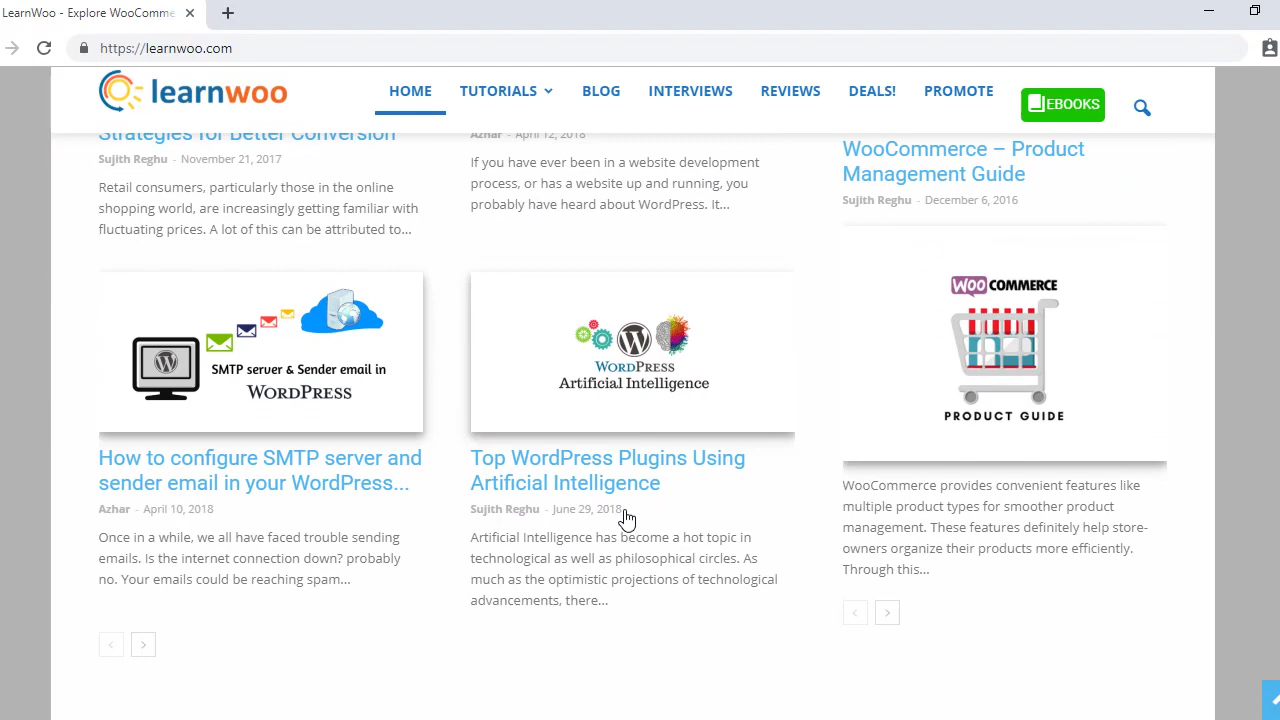 LearnWoo - Explore WooComme
https://learnwoo.com
learnwoo
HOME
TUTORIALS
BLOG
INTERVIEWS
REVIEWS
DEALS!
PROMOTE
EBOOKS
Strategies for Better Conversion
Sujith Reghu - November 21, 2017
Retail consumers, particularly those in the online
shopping world, are increasingly getting familiar with
fluctuating prices. A lot of this can be attributed to...
SMTP server & Sender email in
WORDPRESS
How to configure SMTP server and
sender email in your WordPress...
Azhar - April 10, 2018
Once in a while, we all have faced trouble sending
emails. Is the internet connection down? probably
no. Your emails could be reaching spam...
Azhar - April 12, 2018
If you have ever been in a website development
process, or has a website up and running, you
probably have heard about WordPress. It...
WORDPRESS
Artificial Intelligence
Top WordPress Plugins Using
Artificial Intelligence
Sujith Reghu - June 29, 2018
Artificial Intelligence has become a hot topic in
technological as well as philosophical circles. As
much as the optimistic projections of technological
advancements, there...
WooCommerce – Product
Management Guide
Sujith Reghu - December 6, 2016
WOO COMMERCE
PRODUCT GUIDE
WooCommerce provides convenient features like
multiple product types for smoother product
management. These features definitely help store-
owners organize their products more efficiently.
Through this...